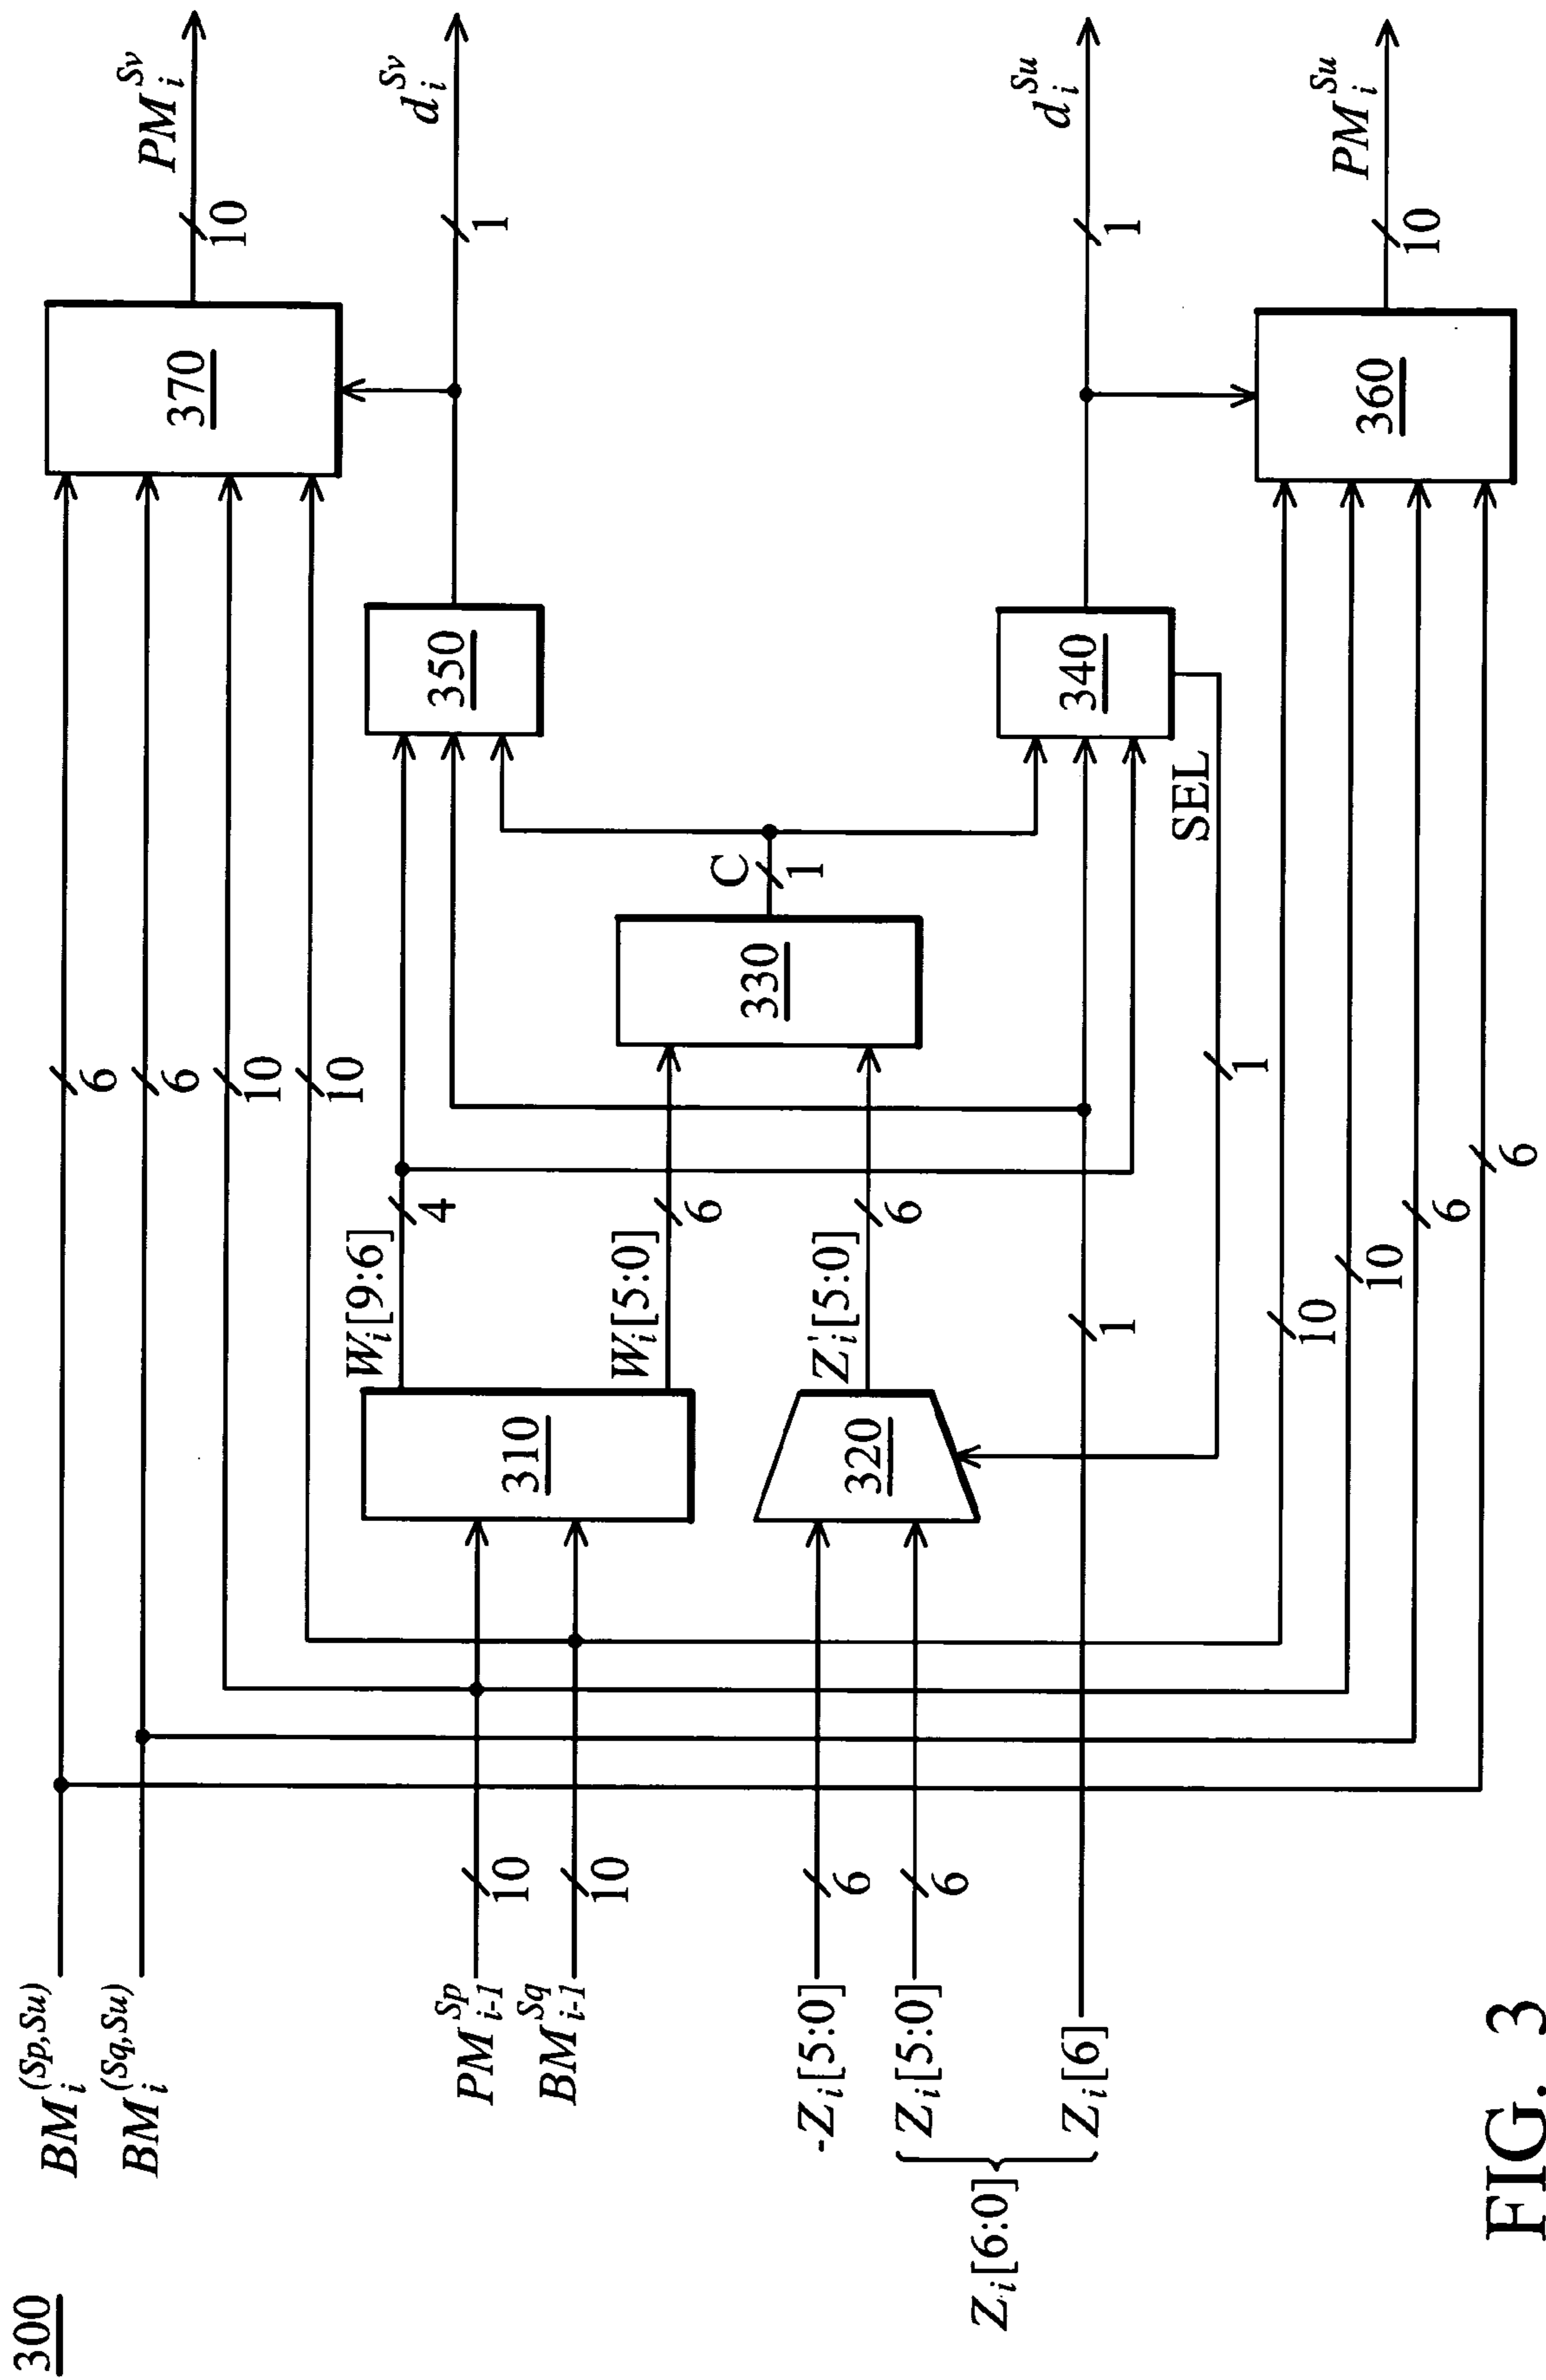 300
BM_i^(Sp,Su)
BM_i^(Sq,Su)
PM_{i-1}^{Sp}
BM_{i-1}^{Sq}
-Z_i[5:0]
Z_i[5:0]
Z_i[6]
Z_i[6:0]
10
10
6
6
310
320
W_i[9:6]
4
W_i[5:0]
6
Z'_i[5:0]
6
1
10
10
6
6
6
6
10
10
330
C
1
SEL
1
350
340
370
360
10
1
1
10
PM_i^{Sv}
d_i^{Sv}
d_i^{Su}
PM_i^{Su}
FIG. 3